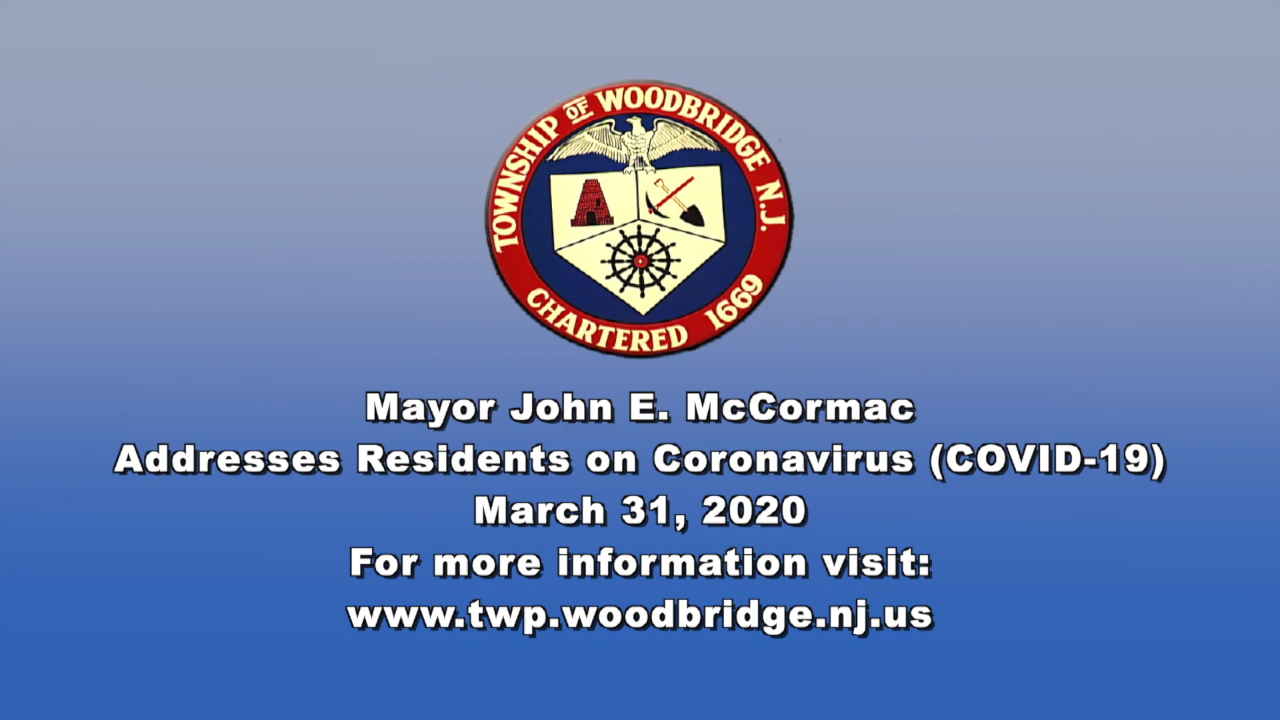 TOWNSHIP OF WOODBRIDGE N.J.
CHARTERED 1669
Mayor John E. McCormac
Addresses Residents on Coronavirus (COVID-19)
March 31, 2020
For more information visit:
www.twp.woodbridge.nj.us